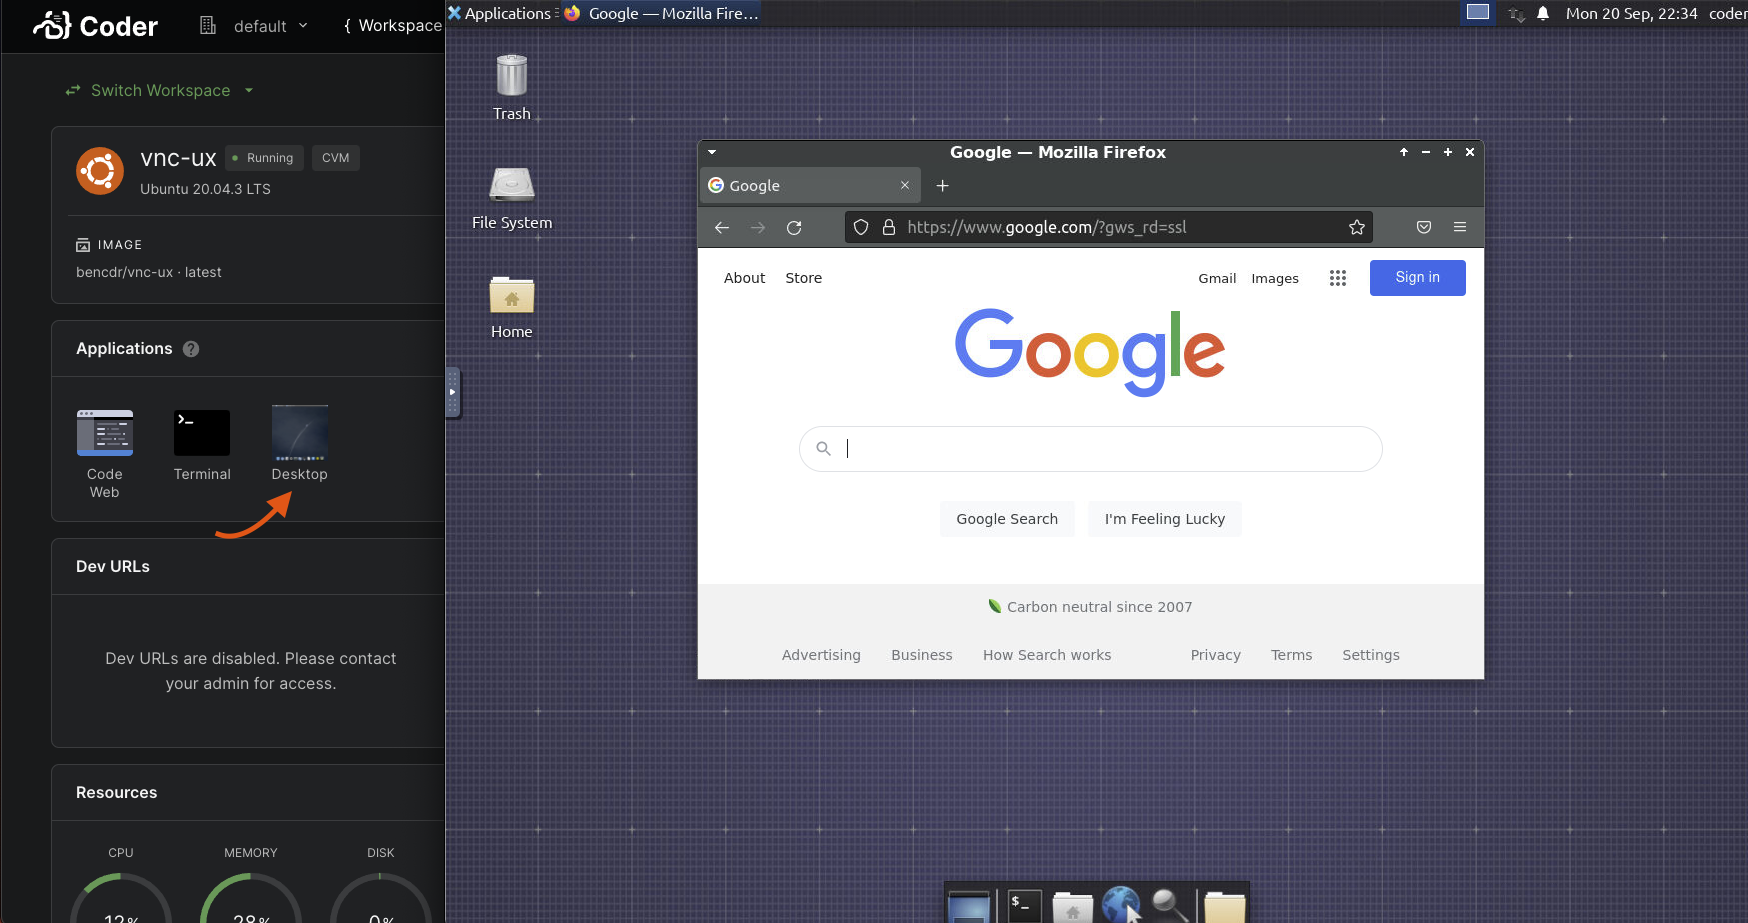 Coder
default
{ Workspace
Switch Workspace
vnc-ux
Running
CVM
Ubuntu 20.04.3 LTS
IMAGE
bencdr/vnc-ux · latest
Applications ?
>_
Code
Web
Terminal
Desktop
Dev URLs
Dev URLs are disabled. Please contact
your admin for access.
Resources
CPU
MEMORY
DISK
12%
28%
0%
Applications
Google — Mozilla Fire...
Mon 20 Sep, 22:34
coder
Trash
File System
Home
Google — Mozilla Firefox
Google
https://www.google.com/?gws_rd=ssl
About
Store
Gmail
Images
Sign in
Google
Google Search
I'm Feeling Lucky
Carbon neutral since 2007
Advertising
Business
How Search works
Privacy
Terms
Settings
$_